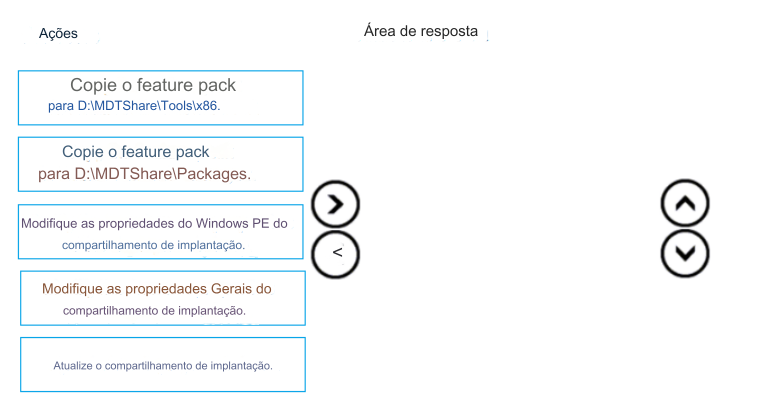 Ações
Área de resposta
Copie o feature pack
para D:\MDTShare\Tools\x86.
Copie o feature pack
para D:\MDTShare\Packages.
Modifique as propriedades do Windows PE do
compartilhamento de implantação.
Modifique as propriedades Gerais do
compartilhamento de implantação.
Atualize o compartilhamento de implantação.